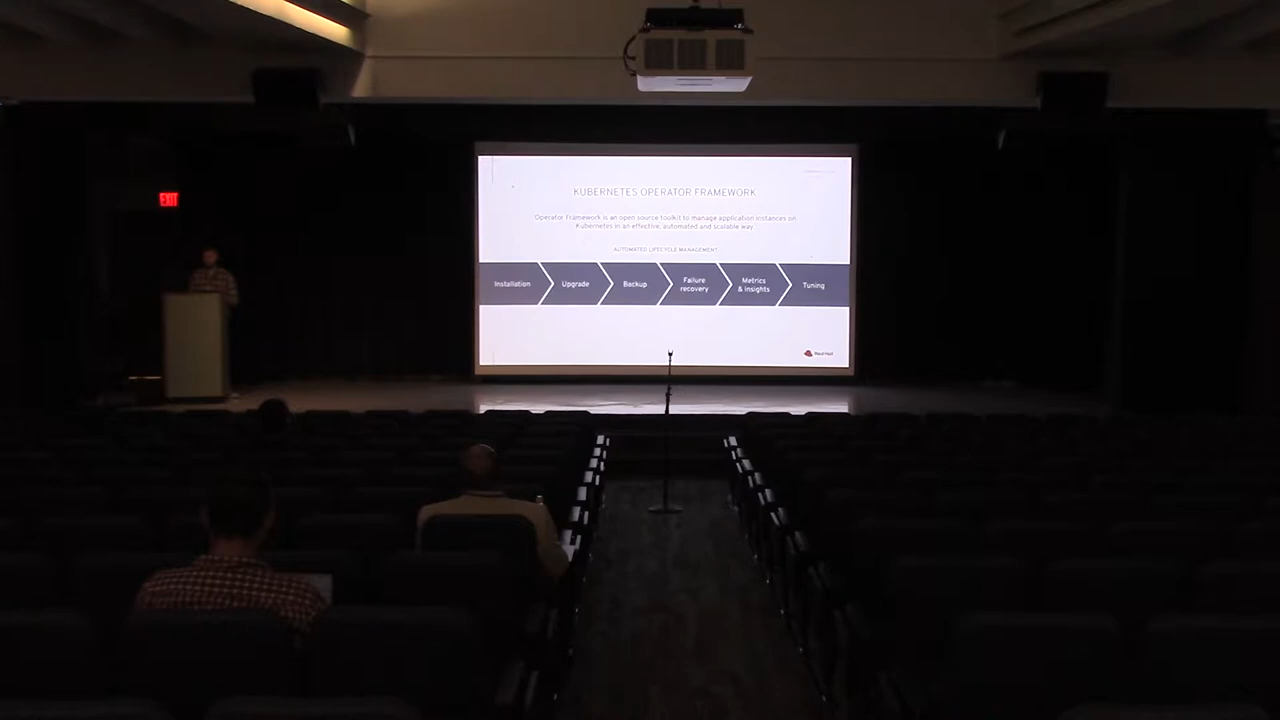 KUBERNETES OPERATOR FRAMEWORK
Operator Framework is an open source toolkit to manage application instances on
Kubernetes in an effective, automated and scalable way.
AUTOMATED LIFECYCLE MANAGEMENT
EXIT
Installation
Upgrade
Backup
Failure
recovery
Metrics
& insights
Tuning
Red Hat